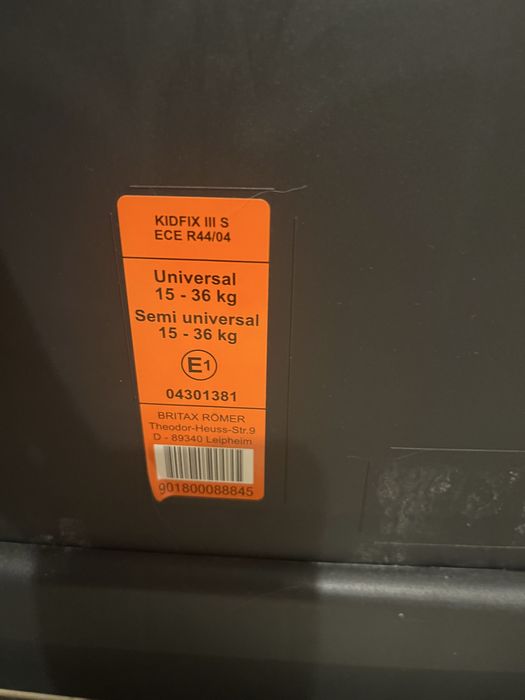 KIDFIX III S
ECE R44/04
Universal
15 - 36 kg
Semi universal
15 - 36 kg
E1
04301381
BRITAX RÖMER
Theodor-Heuss-Str.9
D - 89340 Leipheim
901800088845